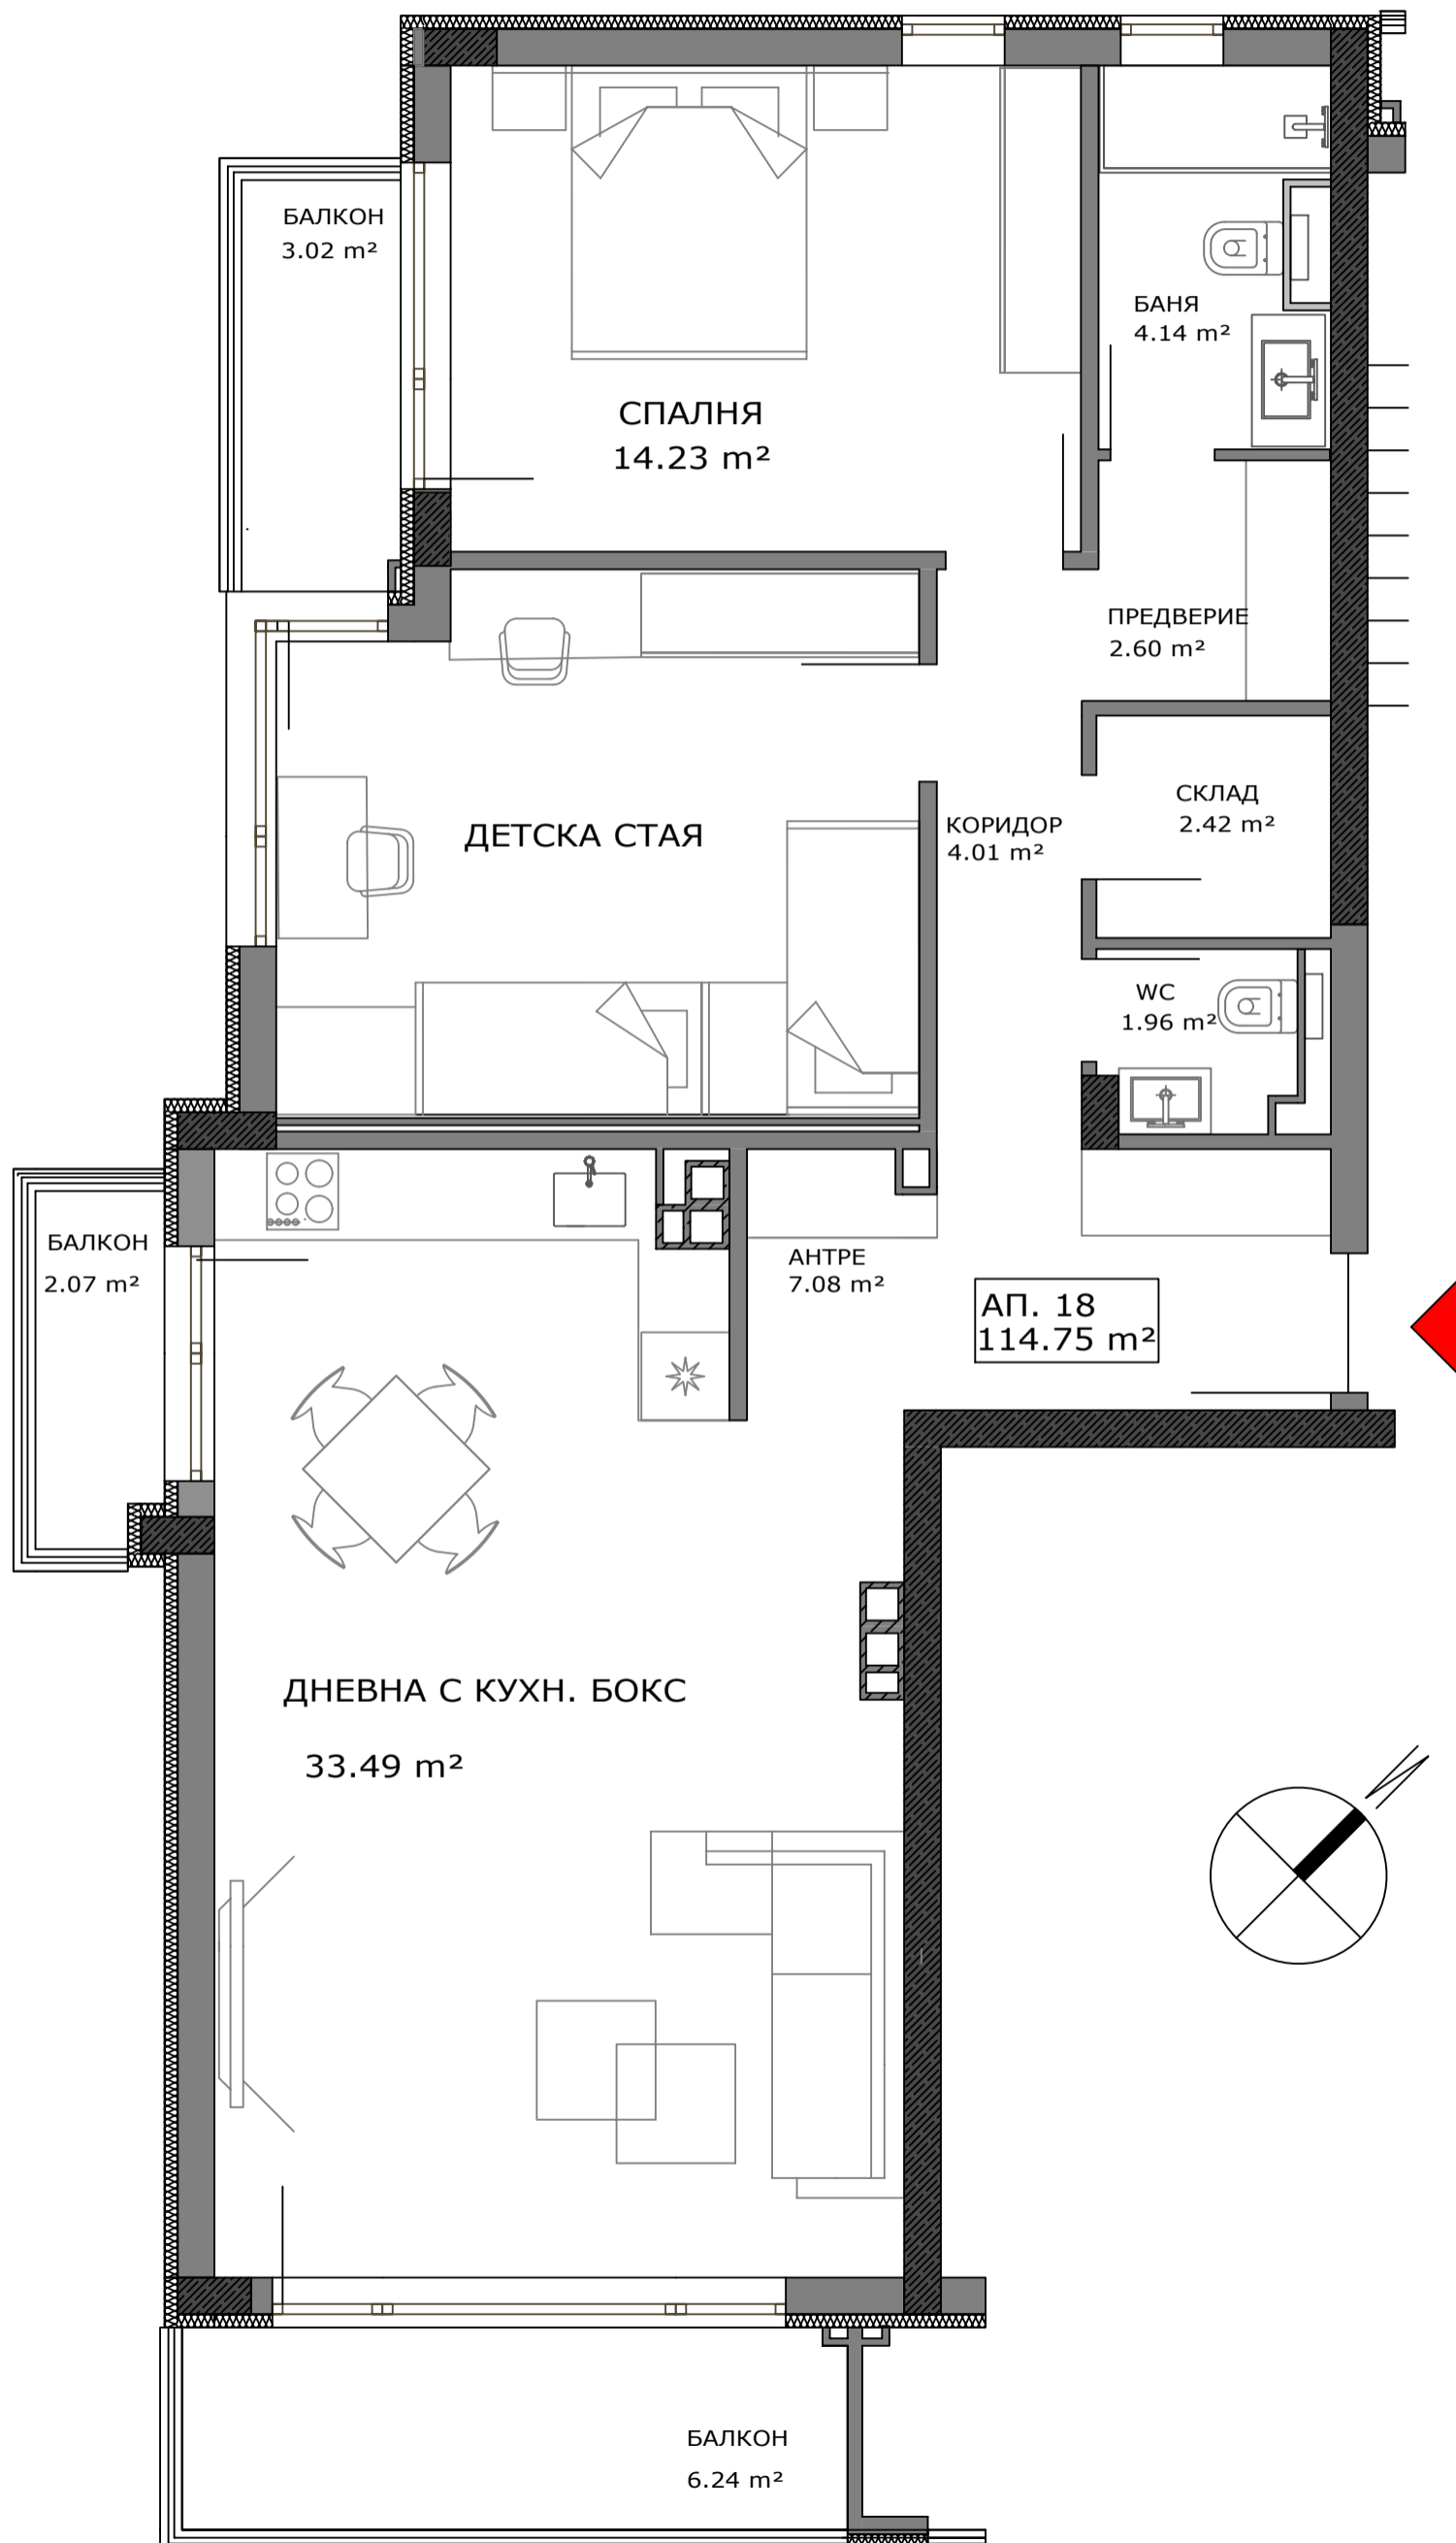 БАЛКОН
3.02 m²
БАНЯ
4.14 m²
СПАЛНЯ
14.23 m²
ПРЕДВЕРИЕ
2.60 m²
СКЛАД
2.42 m²
КОРИДОР
4.01 m²
ДЕТСКА СТАЯ
WC
1.96 m²
БАЛКОН
2.07 m²
АНТРЕ
7.08 m²
АП. 18
114.75 m²
ДНЕВНА С КУХН. БОКС
33.49 m²
N
БАЛКОН
6.24 m²